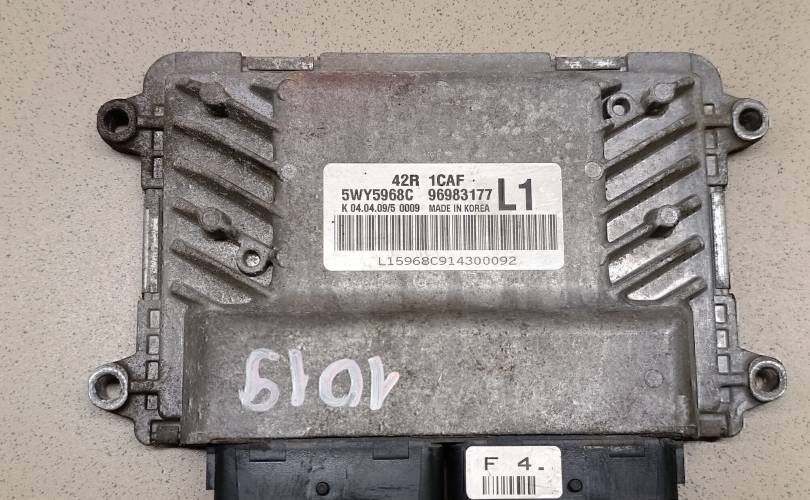 42R 1CAF
5WY5968C 96983177 L1
K 04.04.09/5 0009 MADE IN KOREA
L15968C914300092
1019
F 4.